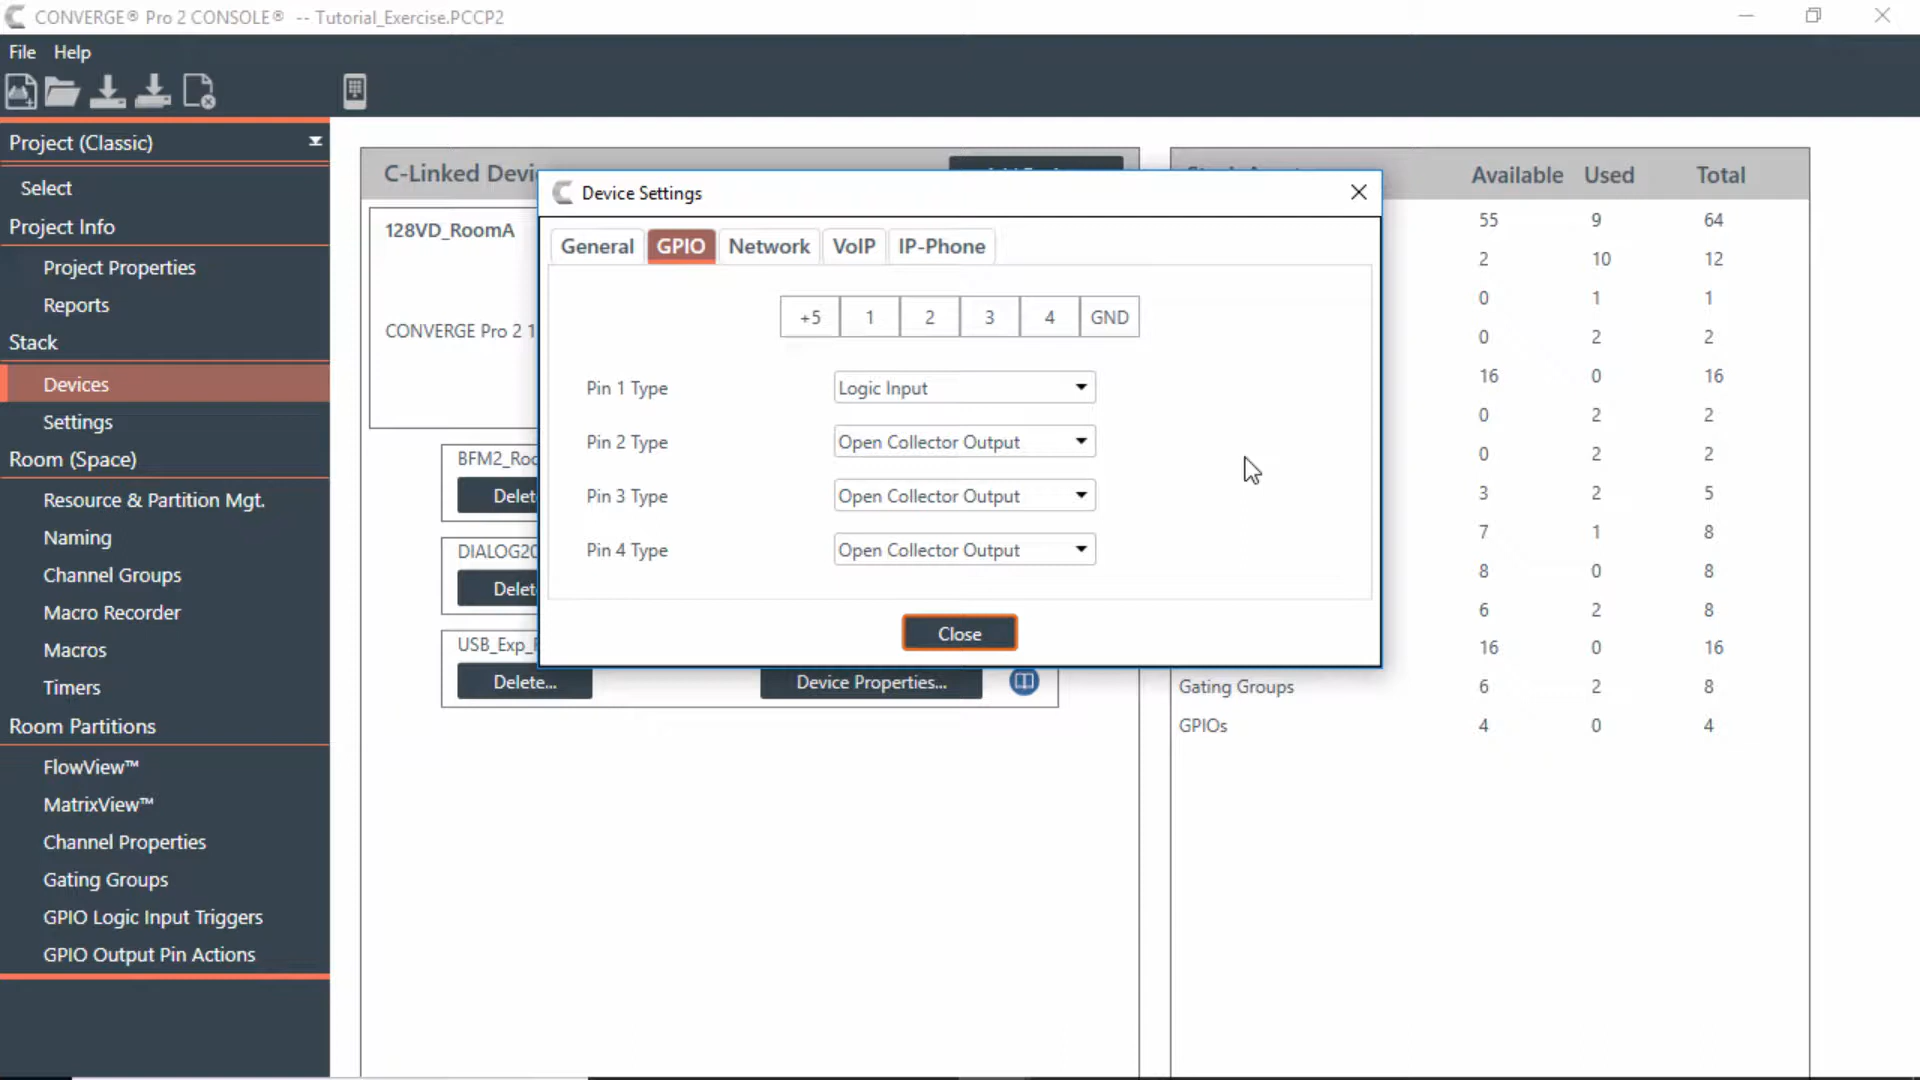 CONVERGE® Pro 2 CONSOLE® -- Tutorial_Exercise.PCCP2
File Help
Project (Classic)
Select
Project Info
Project Properties
Reports
Stack
Devices
Settings
Room (Space)
Resource & Partition Mgt.
Naming
Channel Groups
Macro Recorder
Macros
Timers
Room Partitions
FlowView™
MatrixView™
Channel Properties
Gating Groups
GPIO Logic Input Triggers
GPIO Output Pin Actions
C-Linked Devi
128VD_RoomA
CONVERGE Pro 2 1
BFM2_Roo
Delet
DIALOG20
Delet
USB_Exp_
Delete...
Device Properties...
Device Settings
General GPIO Network VoIP IP-Phone
+5 1 2 3 4 GND
Pin 1 Type Logic Input
Pin 2 Type Open Collector Output
Pin 3 Type Open Collector Output
Pin 4 Type Open Collector Output
Close
Available Used Total
55 9 64
2 10 12
0 1 1
0 2 2
16 0 16
0 2 2
0 2 2
3 2 5
7 1 8
8 0 8
6 2 8
16 0 16
Gating Groups 6 2 8
GPIOs 4 0 4